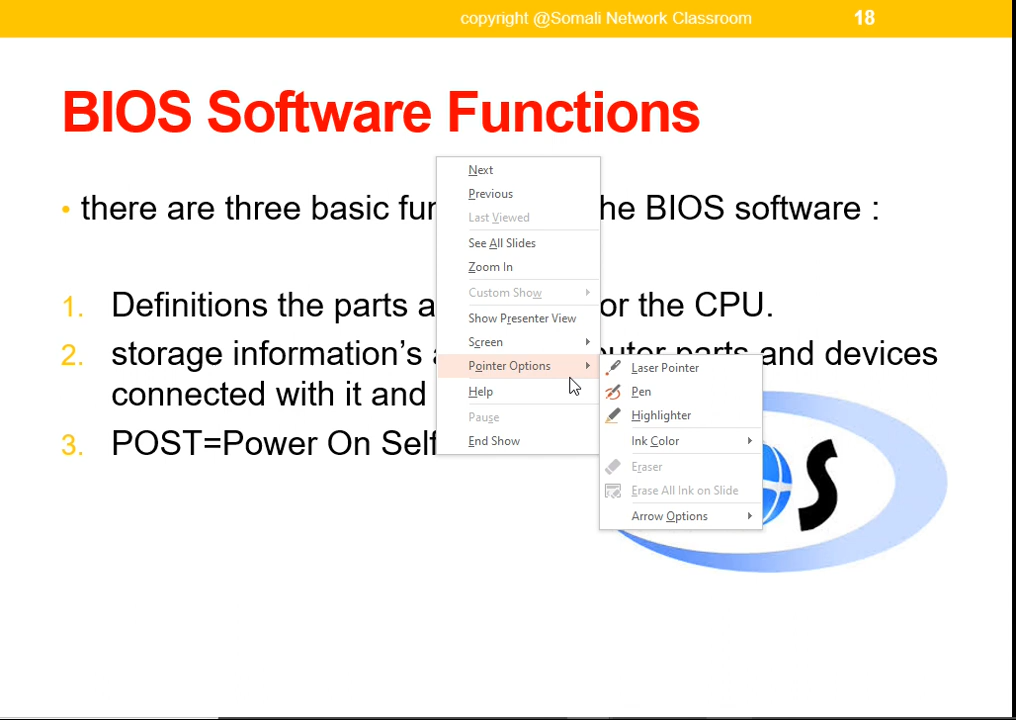 copyright @Somali Network Classroom 18
BIOS Software Functions
• there are three basic he BIOS software :
1. Definitions the parts or the CPU.
2. storage information’s parts and devices
connected with it and
3. POST=Power On Self
Next
Previous
Last Viewed
See All Slides
Zoom In
Custom Show
Show Presenter View
Screen
Pointer Options
Help
Pause
End Show
Laser Pointer
Pen
Highlighter
Ink Color
Eraser
Erase All Ink on Slide
Arrow Options
OS